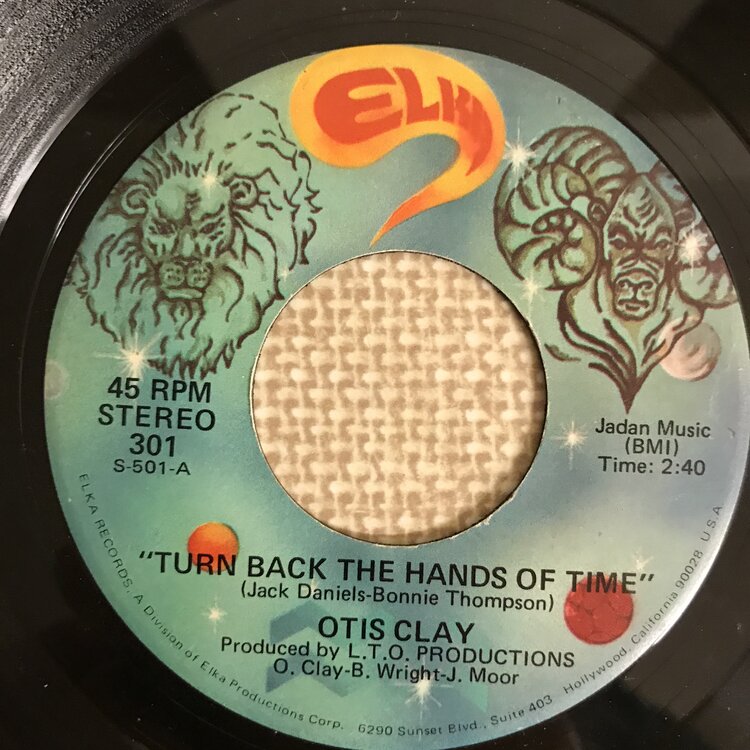 ELKA
45 RPM
STEREO
301
S-501-A
Jadan Music
(BMI)
Time: 2:40
"TURN BACK THE HANDS OF TIME"
(Jack Daniels-Bonnie Thompson)
OTIS CLAY
Produced by L.T.O. PRODUCTIONS
O. Clay-B. Wright-J. Moor
ELKA RECORDS, A Division of Elka Productions Corp. 6290 Sunset Blvd., Suite 403 Hollywood, California 90028 USA